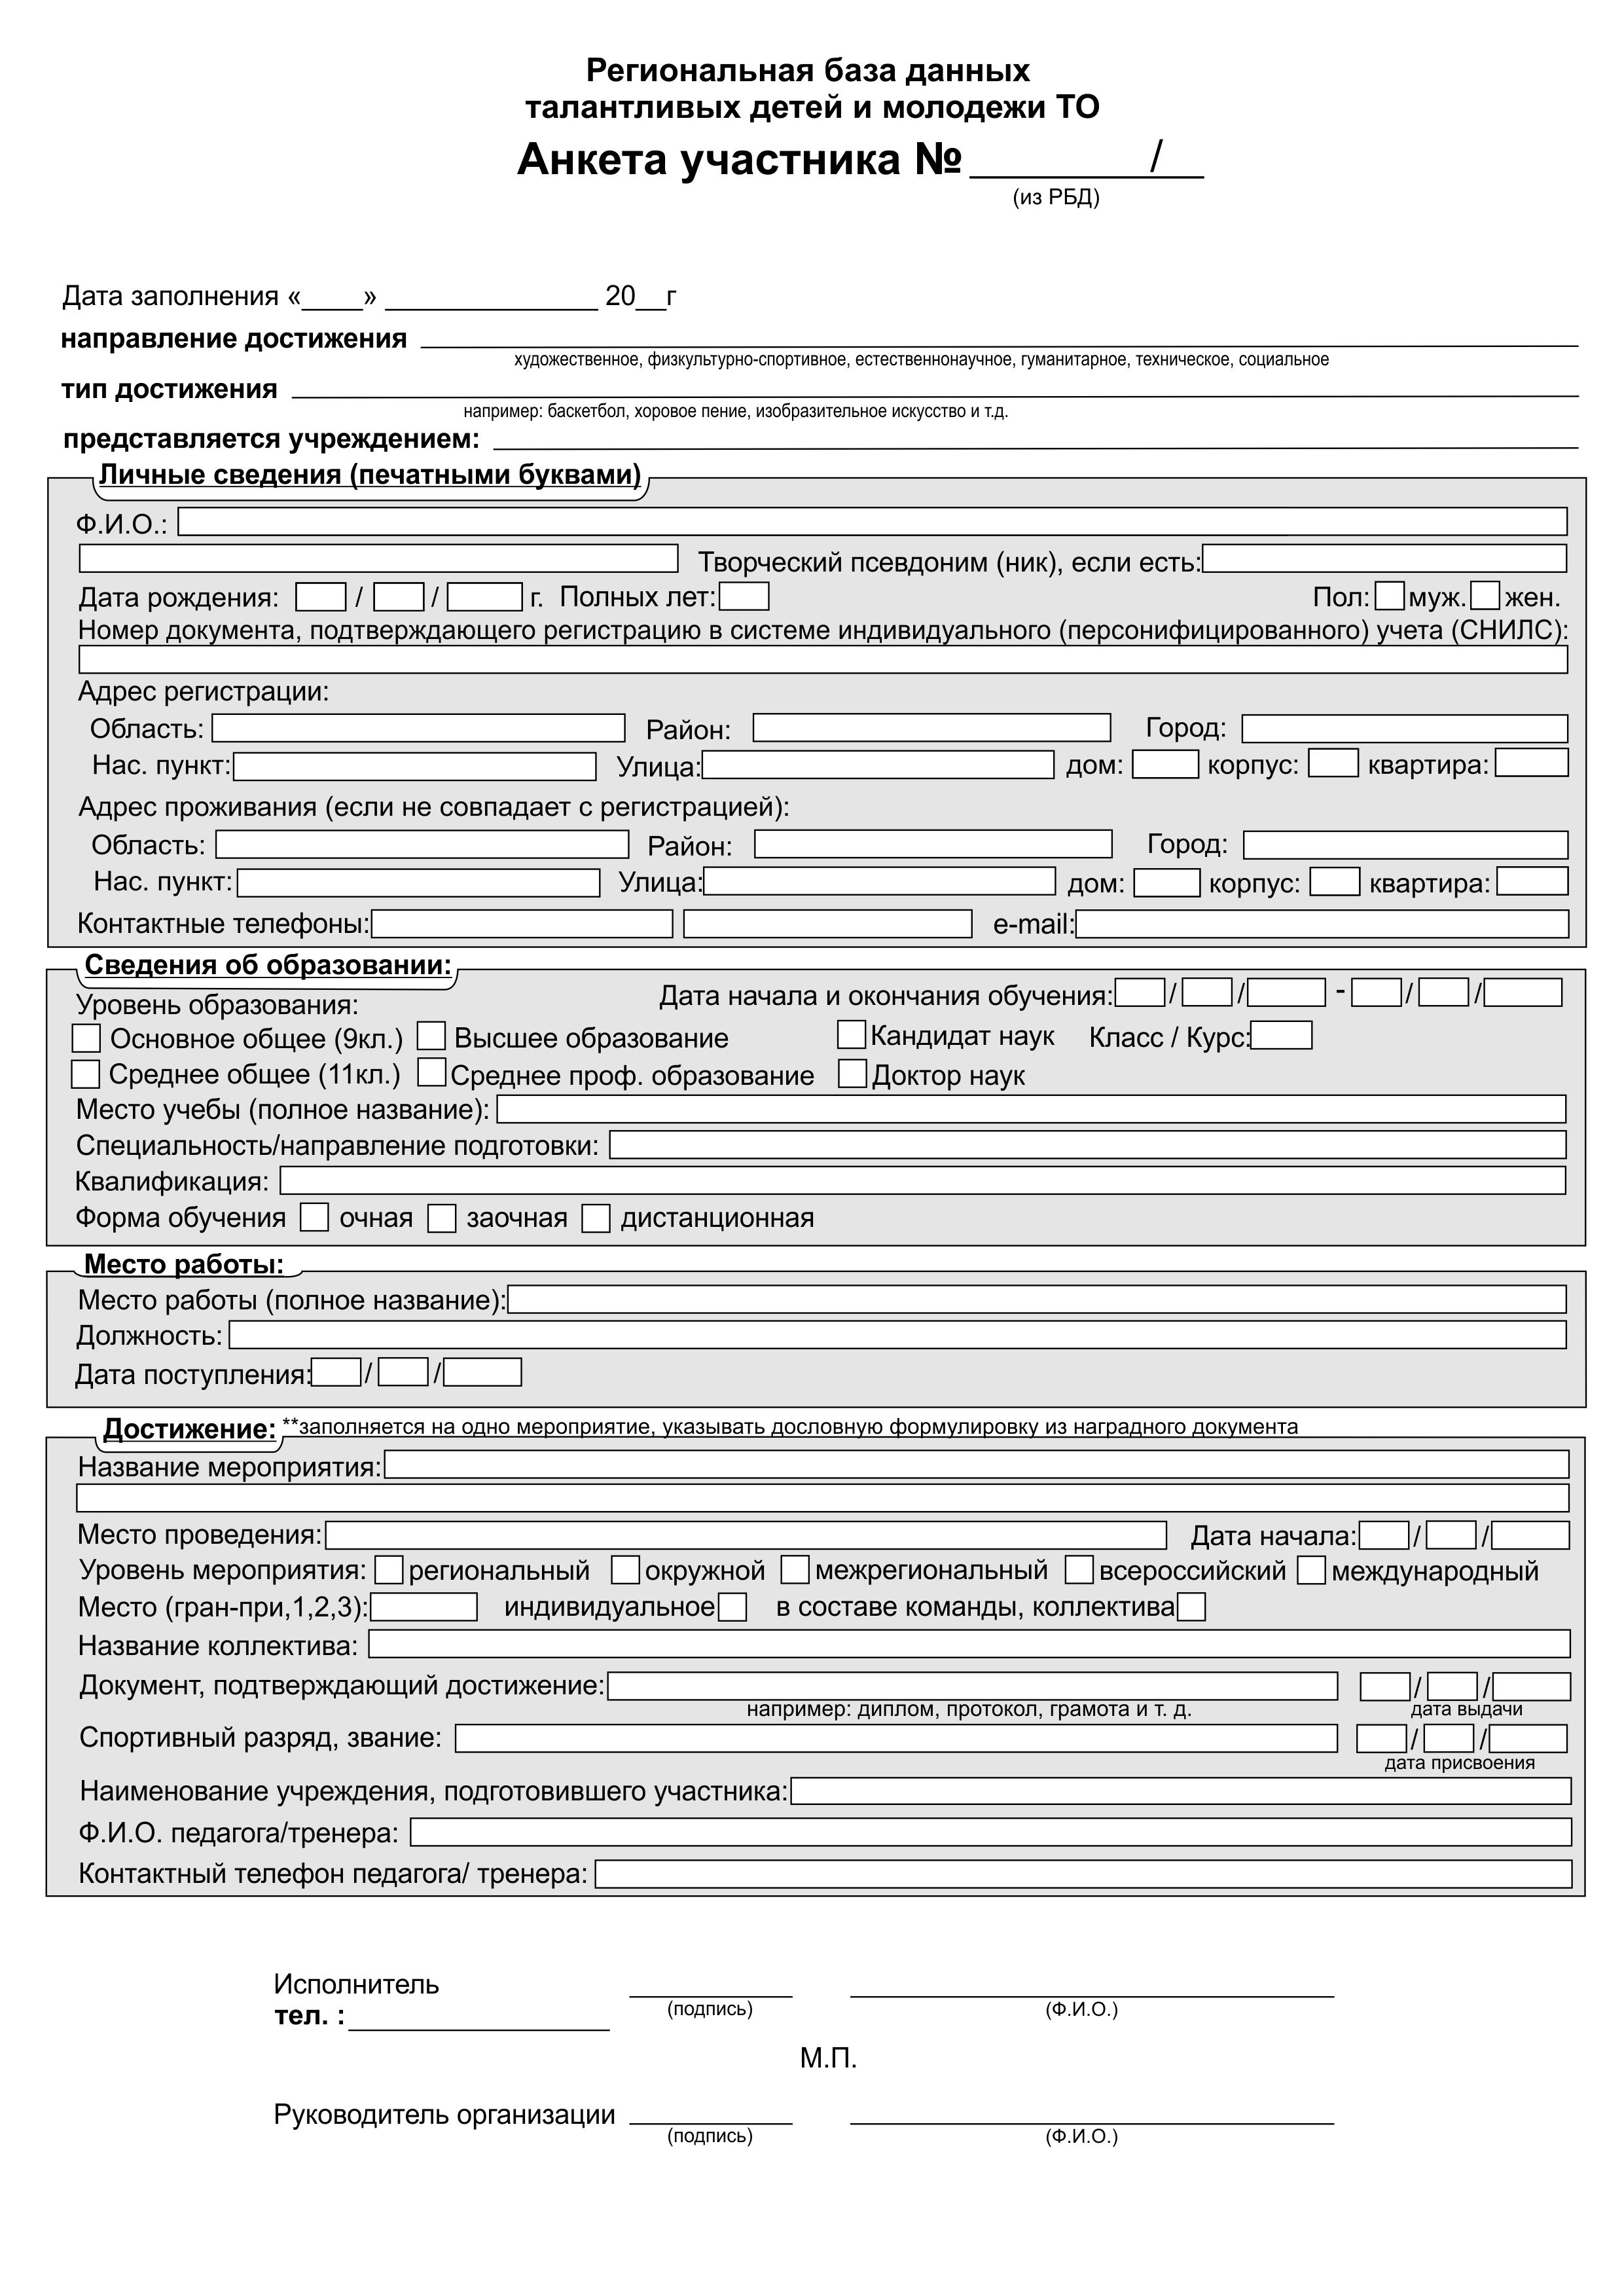 Региональная база данных
талантливых детей и молодежи ТО
Анкета участника № ________/__
(из РБД)
Дата заполнения «____» ______________ 20__г
направление достижения
художественное, физкультурно-спортивное, естественнонаучное, гуманитарное, техническое, социальное
тип достижения
например: баскетбол, хоровое пение, изобразительное искусство и т.д.
представляется учреждением:
Личные сведения (печатными буквами)
Ф.И.О.:
Творческий псевдоним (ник), если есть:
Дата рождения: / / г. Полных лет: Пол: муж. жен.
Номер документа, подтверждающего регистрацию в системе индивидуального (персонифицированного) учета (СНИЛС):
Адрес регистрации:
Область: Район: Город:
Нас. пункт: Улица: дом: корпус: квартира:
Адрес проживания (если не совпадает с регистрацией):
Область: Район: Город:
Нас. пункт: Улица: дом: корпус: квартира:
Контактные телефоны: e-mail:
Сведения об образовании:
Уровень образования: Дата начала и окончания обучения: / / - / /
Основное общее (9кл.) Высшее образование Кандидат наук Класс / Курс:
Среднее общее (11кл.) Среднее проф. образование Доктор наук
Место учебы (полное название):
Специальность/направление подготовки:
Квалификация:
Форма обучения очная заочная дистанционная
Место работы:
Место работы (полное название):
Должность:
Дата поступления: / /
Достижение: **заполняется на одно мероприятие, указывать дословную формулировку из наградного документа
Название мероприятия:
Место проведения: Дата начала: / /
Уровень мероприятия: региональный окружной межрегиональный всероссийский международный
Место (гран-при,1,2,3): индивидуальное в составе команды, коллектива
Название коллектива:
Документ, подтверждающий достижение: / /
например: диплом, протокол, грамота и т. д. дата выдачи
Спортивный разряд, звание: / /
дата присвоения
Наименование учреждения, подготовившего участника:
Ф.И.О. педагога/тренера:
Контактный телефон педагога/ тренера:
Исполнитель
(подпись) (Ф.И.О.)
тел. :
М.П.
Руководитель организации
(подпись) (Ф.И.О.)